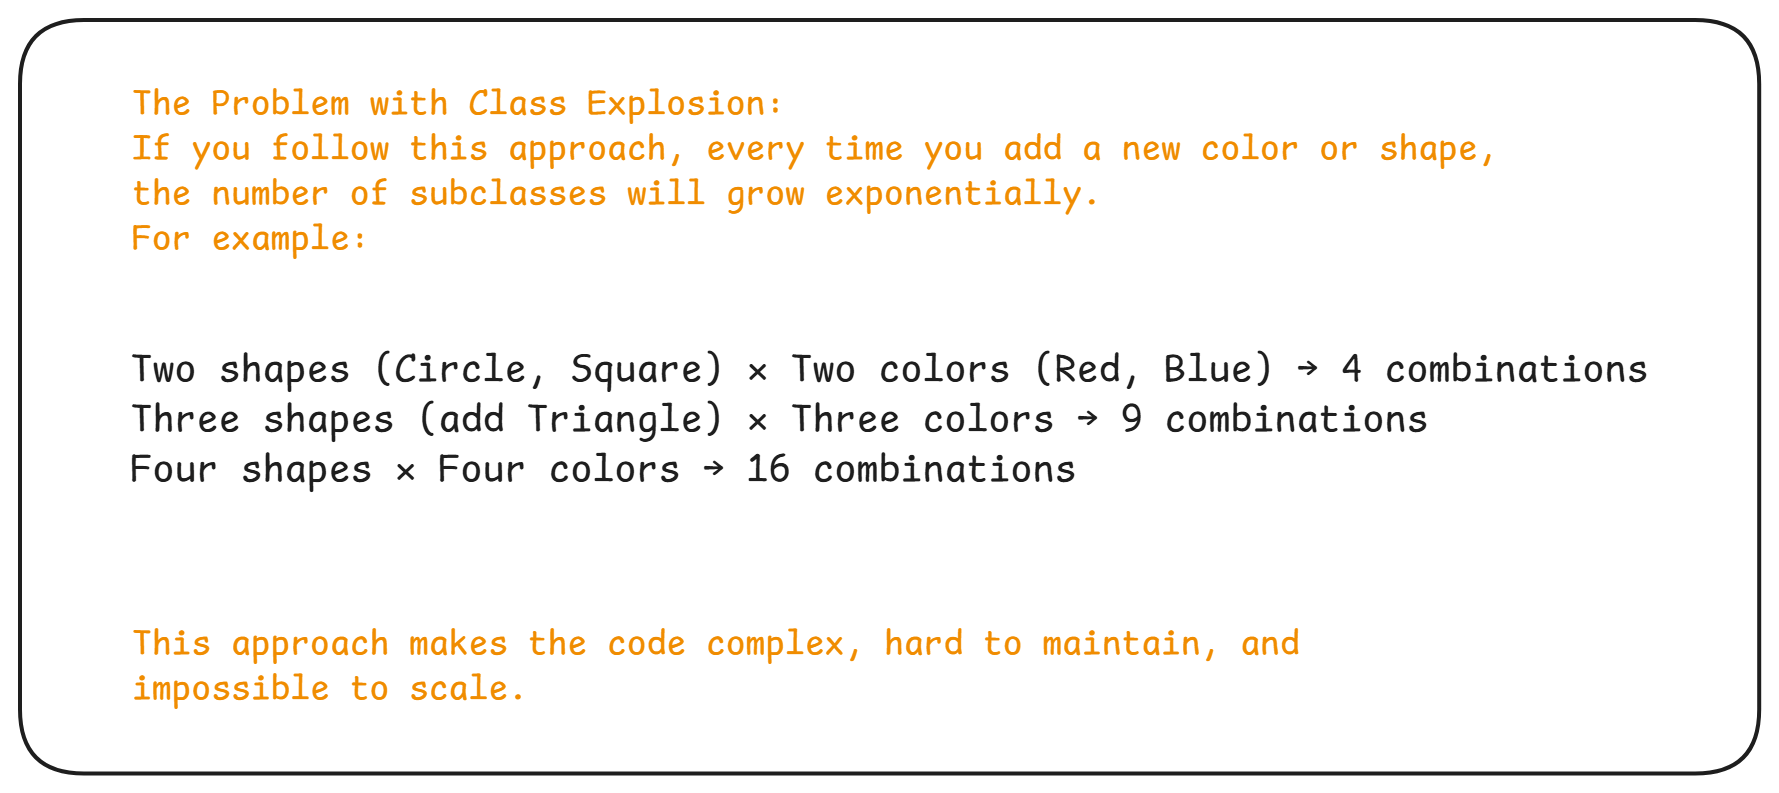 The Problem with Class Explosion:
If you follow this approach, every time you add a new color or shape,
the number of subclasses will grow exponentially.
For example:
Two shapes (Circle, Square) × Two colors (Red, Blue) → 4 combinations
Three shapes (add Triangle) × Three colors → 9 combinations
Four shapes × Four colors → 16 combinations
This approach makes the code complex, hard to maintain, and
impossible to scale.